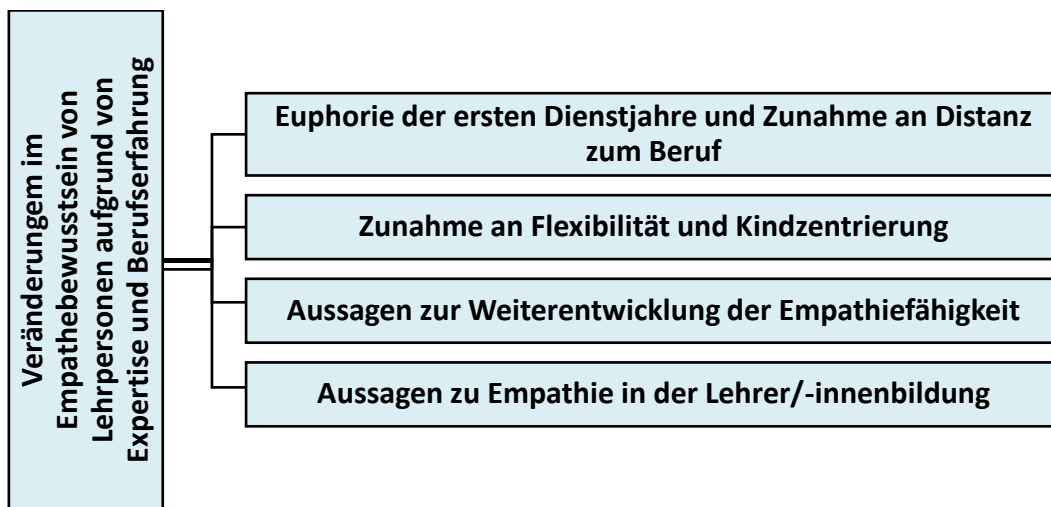 Veränderungem im
Empathebewusstsein von
Lehrpersonen aufgrund von
Expertise und Berufserfahrung
Euphorie der ersten Dienstjahre und Zunahme an Distanz
zum Beruf
Zunahme an Flexibilität und Kindzentrierung
Aussagen zur Weiterentwicklung der Empathiefähigkeit
Aussagen zu Empathie in der Lehrer/-innenbildung